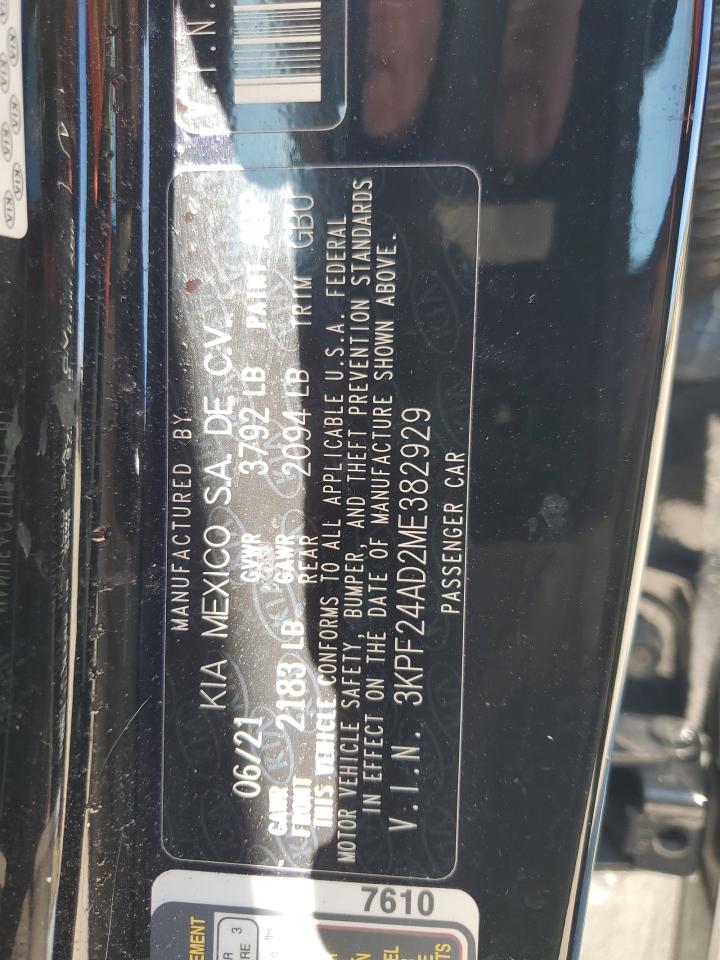 V.I.N.
MANUFACTURED BY
KIA MEXICO S.A. DE C.V.
06/21 GVWR 3792 LB PAINT
GAWR FRONT 2183 LB GAWR REAR 2094 LB TRIM GBU
THIS VEHICLE CONFORMS TO ALL APPLICABLE U.S.A. FEDERAL
MOTOR VEHICLE SAFETY, BUMPER, AND THEFT PREVENTION STANDARDS
IN EFFECT ON THE DATE OF MANUFACTURE SHOWN ABOVE.
V.I.N. 3KPF24AD2ME382929
PASSENGER CAR
7610
KIA